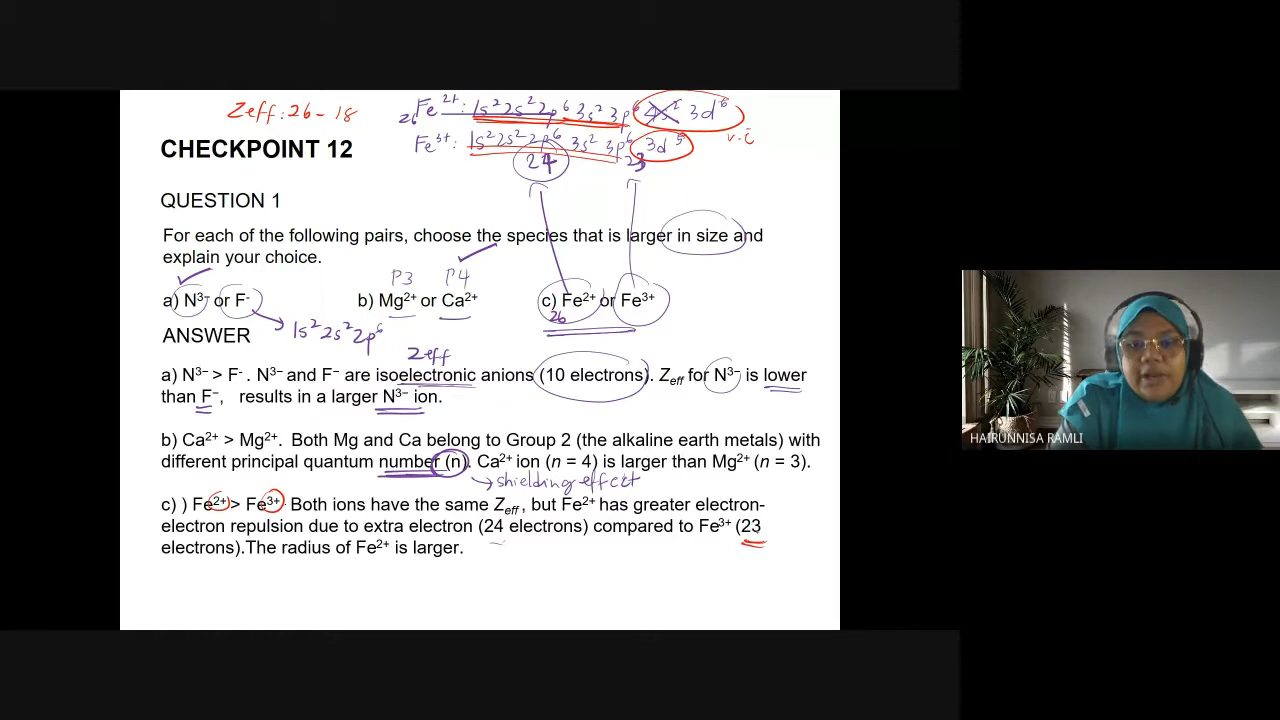 Zeff: 26 - 18
26Fe2+: 1s2 2s2 2p6 3s2 3p6 4s2 3d6
Fe3+: 1s2 2s2 2p6 3s2 3p6 3d5
v.ē
CHECKPOINT 12
24 23
QUESTION 1
For each of the following pairs, choose the species that is larger in size and
explain your choice.
P3 P4
a) N³⁻ or F⁻ b) Mg²⁺ or Ca²⁺ c) Fe²⁺ or Fe³⁺
26
1s2 2s2 2p6
ANSWER
Zeff
a) N³⁻ > F⁻ . N³⁻ and F⁻ are isoelectronic anions (10 electrons). Zeff for N³⁻ is lower
than F⁻, results in a larger N³⁻ ion.
b) Ca²⁺ > Mg²⁺. Both Mg and Ca belong to Group 2 (the alkaline earth metals) with
different principal quantum number (n). Ca²⁺ ion (n = 4) is larger than Mg²⁺ (n = 3).
shielding effect
c) ) Fe²⁺ > Fe³⁺. Both ions have the same Zeff , but Fe²⁺ has greater electron-
electron repulsion due to extra electron (24 electrons) compared to Fe³⁺ (23
electrons).The radius of Fe²⁺ is larger.
HAIRUNNISA RAMLI